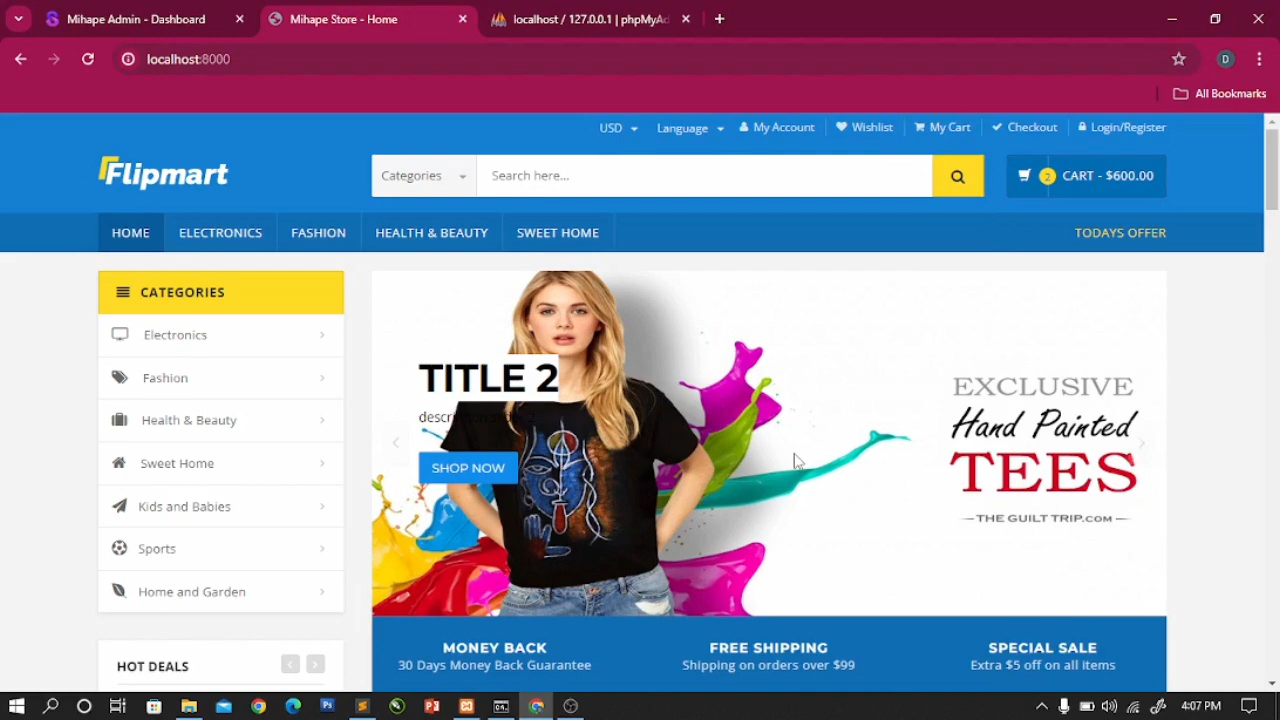 Mihape Admin - Dashboard
Mihape Store - Home
localhost / 127.0.0.1 | phpMyAd
localhost:8000
D
All Bookmarks
USD
Language
My Account
Wishlist
My Cart
Checkout
Login/Register
Flipmart
Categories
Search here...
2
CART - $600.00
HOME
ELECTRONICS
FASHION
HEALTH & BEAUTY
SWEET HOME
TODAYS OFFER
CATEGORIES
Electronics
Fashion
Health & Beauty
Sweet Home
Kids and Babies
Sports
Home and Garden
HOT DEALS
TITLE 2
description slider 2
SHOP NOW
EXCLUSIVE
Hand Painted
TEES
THE GUILT TRIP.COM
MONEY BACK
30 Days Money Back Guarantee
FREE SHIPPING
Shipping on orders over $99
SPECIAL SALE
Extra $5 off on all items
4:07 PM